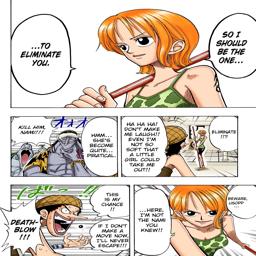 SO I
SHOULD
BE THE
ONE...
...TO
ELIMINATE
YOU.
ELIMINATE
!?
HA HA HA!
DON'T MAKE
ME LAUGH!!
EVEN I'M
NOT SO
SOFT THAT
A LITTLE
GIRL COULD
TAKE ME
OUT!!
HMM...
SHE'S
BECOME
QUITE...
PRATICAL.
KILL HIM,
NAMI!!!
BEWARE,
USOPP
...HERE,
I'M NOT
THE NAMI
YOU
KNEW!!
THIS IS
MY
CHANCE
!!
IF I DON'T
MAKE A
MOVE NOW,
I'LL NEVER
ESCAPE!!!
DEATH-
BLOW
!!!